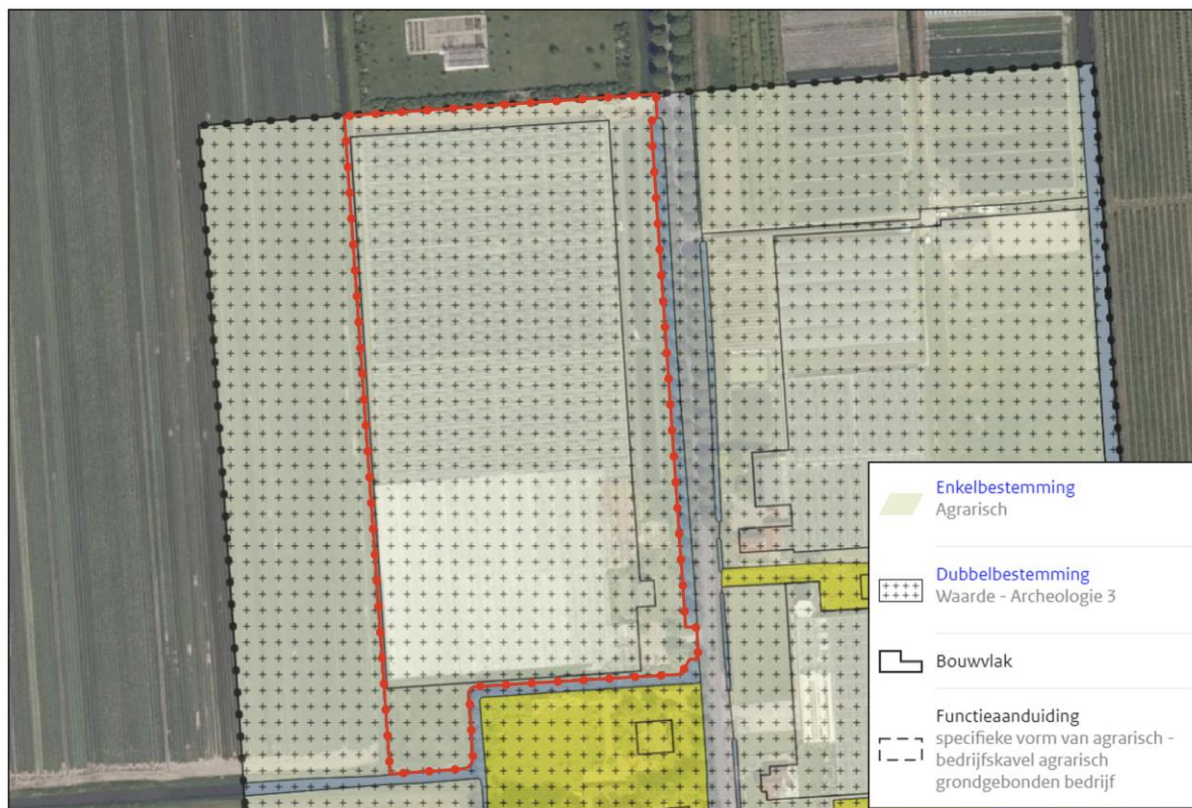 Enkelbestemming
Agrarisch
Dubbelbestemming
Waarde - Archeologie 3
Bouwvlak
Functieaanduiding
specifieke vorm van agrarisch -
bedrijfskavel agrarisch
grondgebonden bedrijf